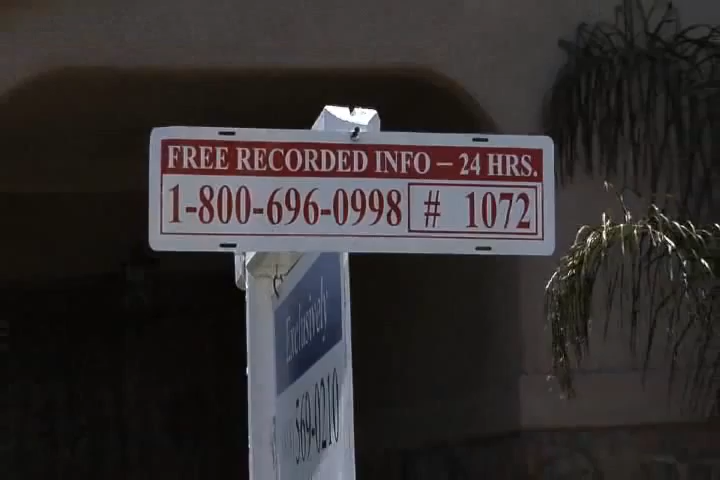 FREE RECORDED INFO – 24 HRS.
1-800-696-0998 # 1072
Exclusively
569-0210